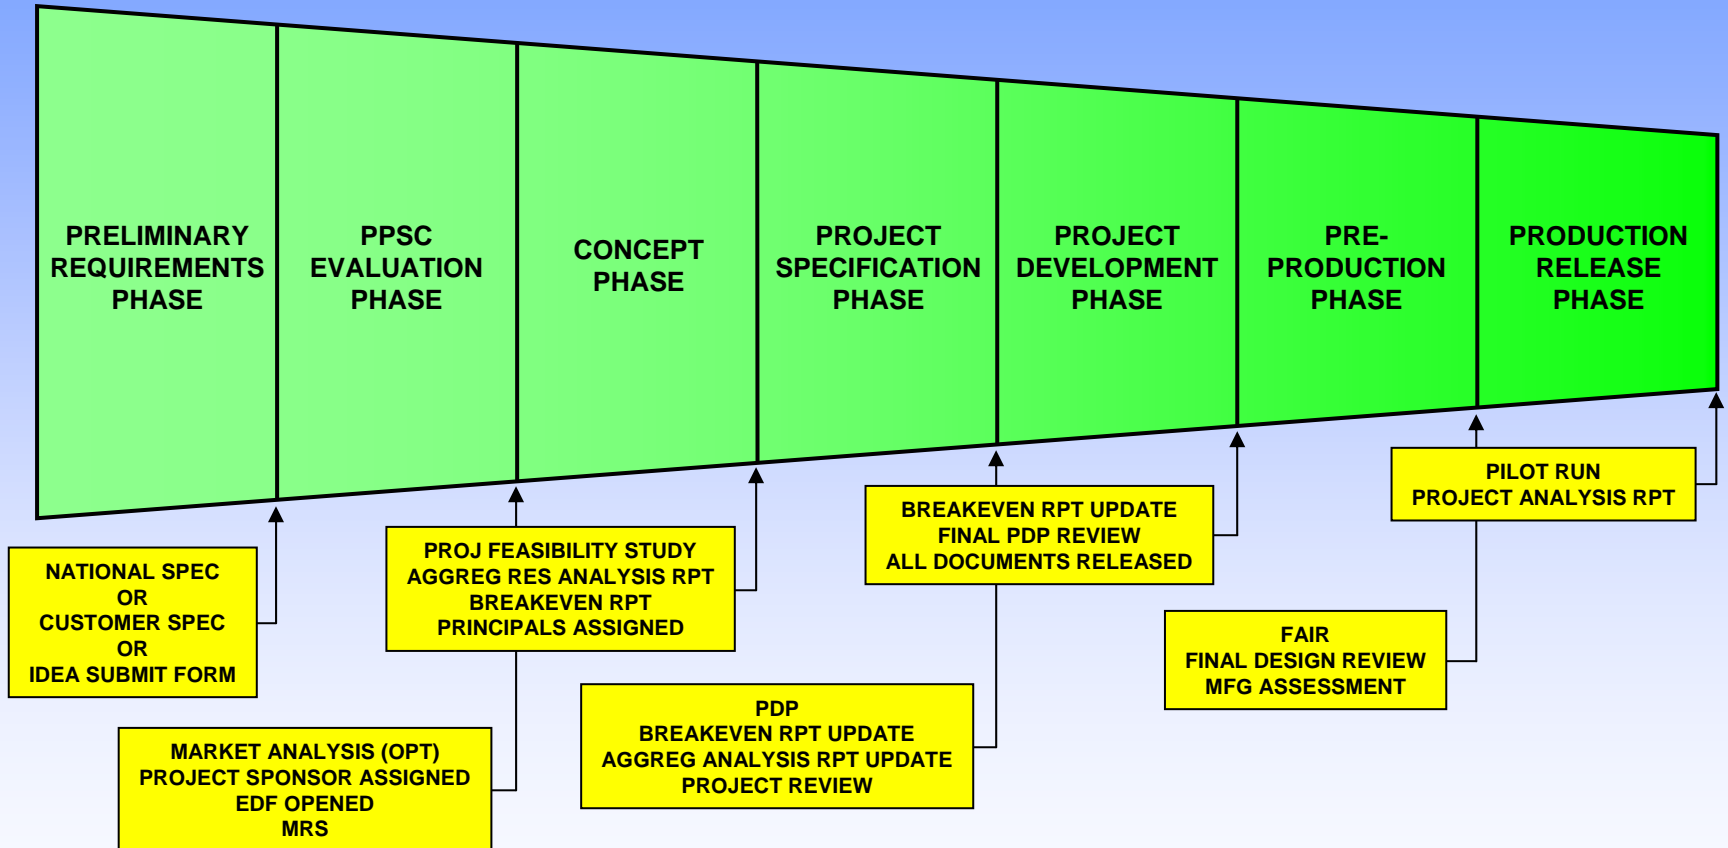 PRELIMINARY
REQUIREMENTS
PHASE
PPSC
EVALUATION
PHASE
CONCEPT
PHASE
PROJECT
SPECIFICATION
PHASE
PROJECT
DEVELOPMENT
PHASE
PRE-
PRODUCTION
PHASE
PRODUCTION
RELEASE
PHASE
NATIONAL SPEC
OR
CUSTOMER SPEC
OR
IDEA SUBMIT FORM
MARKET ANALYSIS (OPT)
PROJECT SPONSOR ASSIGNED
EDF OPENED
MRS
PROJ FEASIBILITY STUDY
AGGREG RES ANALYSIS RPT
BREAKEVEN RPT
PRINCIPALS ASSIGNED
PDP
BREAKEVEN RPT UPDATE
AGGREG ANALYSIS RPT UPDATE
PROJECT REVIEW
BREAKEVEN RPT UPDATE
FINAL PDP REVIEW
ALL DOCUMENTS RELEASED
FAIR
FINAL DESIGN REVIEW
MFG ASSESSMENT
PILOT RUN
PROJECT ANALYSIS RPT